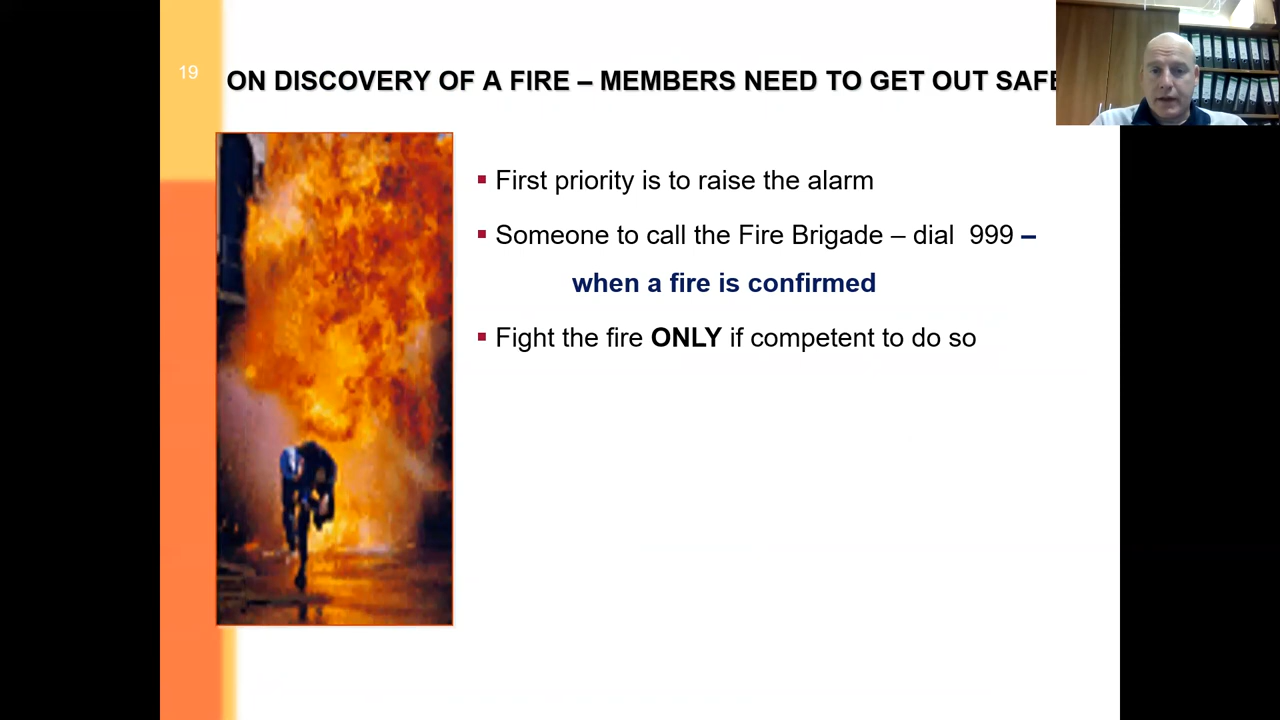 19
ON DISCOVERY OF A FIRE – MEMBERS NEED TO GET OUT SAFE
▪ First priority is to raise the alarm
▪ Someone to call the Fire Brigade – dial  999 –
when a fire is confirmed
▪ Fight the fire ONLY if competent to do so